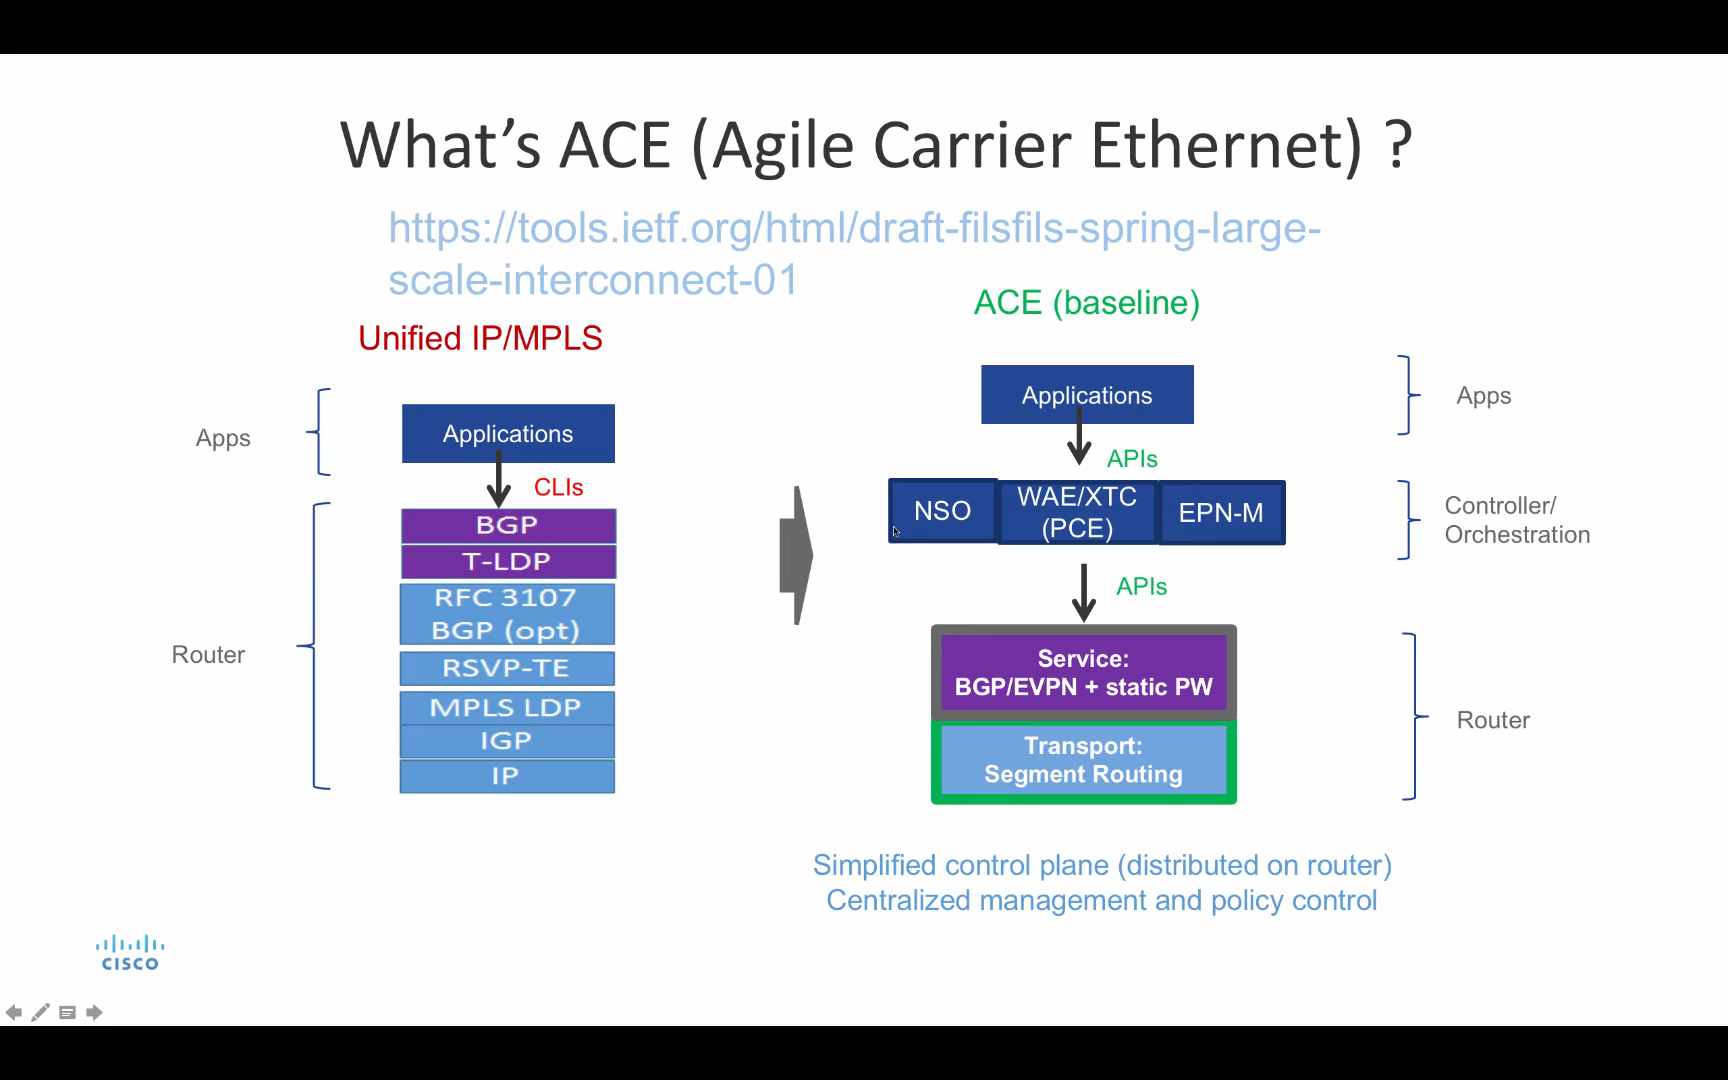 What's ACE (Agile Carrier Ethernet) ?
https://tools.ietf.org/html/draft-filsfils-spring-large-
scale-interconnect-01
Unified IP/MPLS
Apps
Applications
CLIs
Router
BGP
T-LDP
RFC 3107
BGP (opt)
RSVP-TE
MPLS LDP
IGP
IP
ACE (baseline)
Applications
Apps
APIs
NSO
WAE/XTC
(PCE)
EPN-M
Controller/
Orchestration
APIs
Service:
BGP/EVPN + static PW
Transport:
Segment Routing
Router
Simplified control plane (distributed on router)
Centralized management and policy control
CISCO